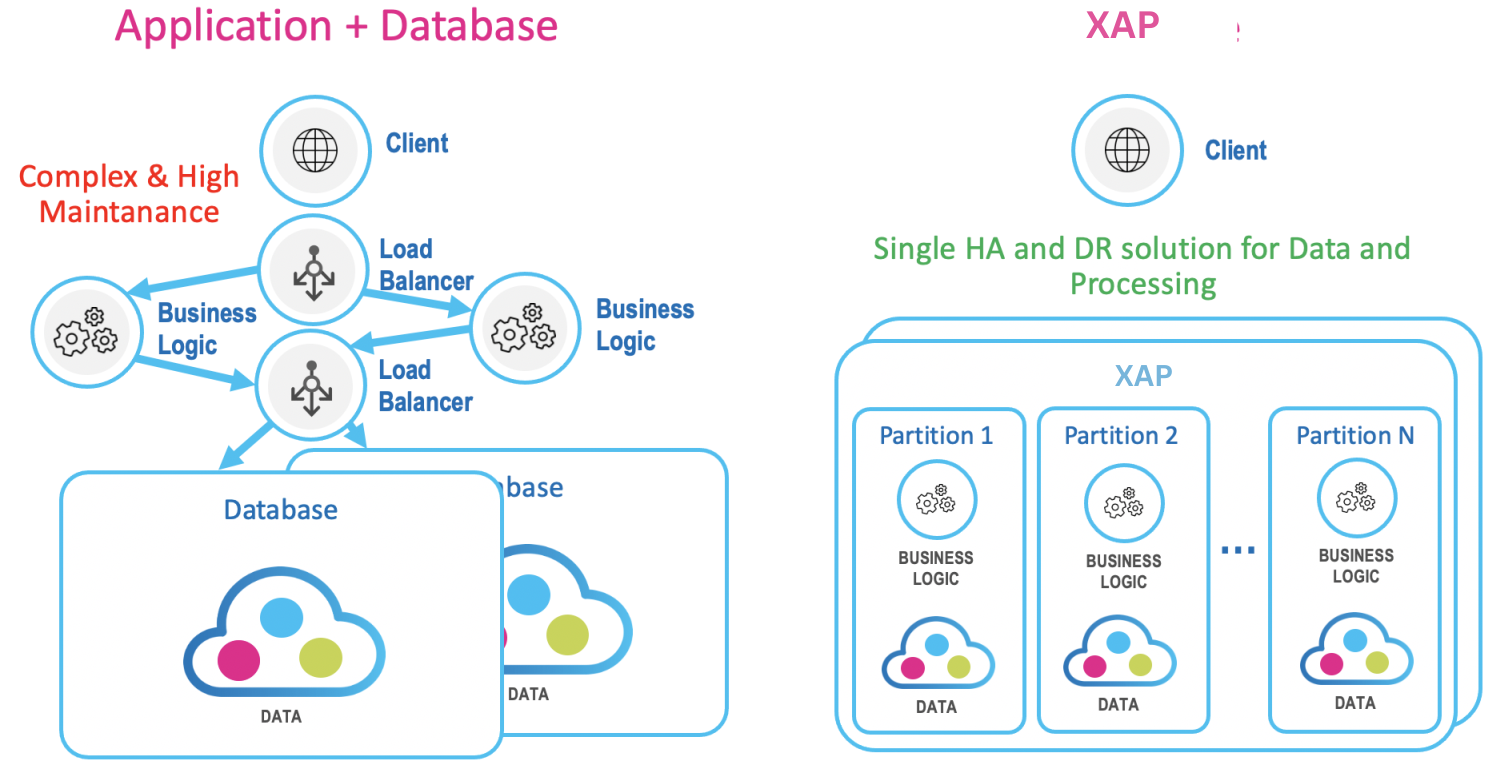 Application + Database
Client
Complex & High
Maintanance
Load
Balancer
Business
Logic
Business
Logic
Load
Balancer
Database
DATA
base
DATA
XAP
Client
Single HA and DR solution for Data and
Processing
XAP
Partition 1
BUSINESS
LOGIC
DATA
Partition 2
BUSINESS
LOGIC
DATA
...
Partition N
BUSINESS
LOGIC
DATA